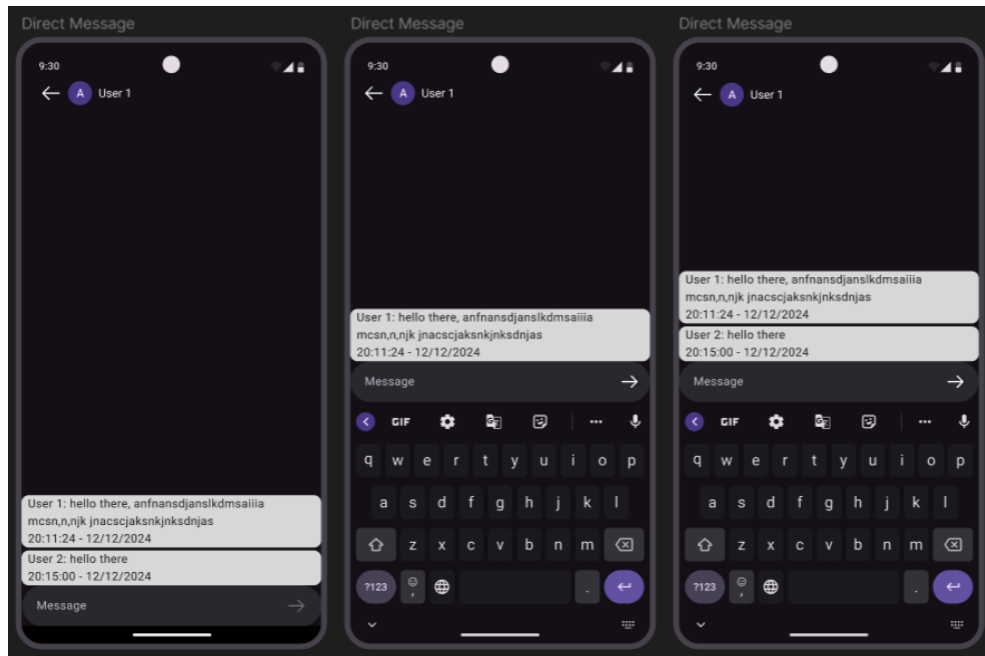 Direct Message
9:30
A User 1
User 1: hello there, anfnansdjanslkdmsaiiia
mcsn,n,njk jnacscjaksnkjnksdnjas
20:11:24 - 12/12/2024
User 2: hello there
20:15:00 - 12/12/2024
Message
Direct Message
9:30
A User 1
User 1: hello there, anfnansdjanslkdmsaiiia
mcsn,n,njk jnacscjaksnkjnksdnjas
20:11:24 - 12/12/2024
Message
GIF
q w e r t y u i o p
a s d f g h j k l
z x c v b n m
?123 , .
Direct Message
9:30
A User 1
User 1: hello there, anfnansdjanslkdmsaiiia
mcsn,n,njk jnacscjaksnkjnksdnjas
20:11:24 - 12/12/2024
User 2: hello there
20:15:00 - 12/12/2024
Message
GIF
q w e r t y u i o p
a s d f g h j k l
z x c v b n m
?123 , .